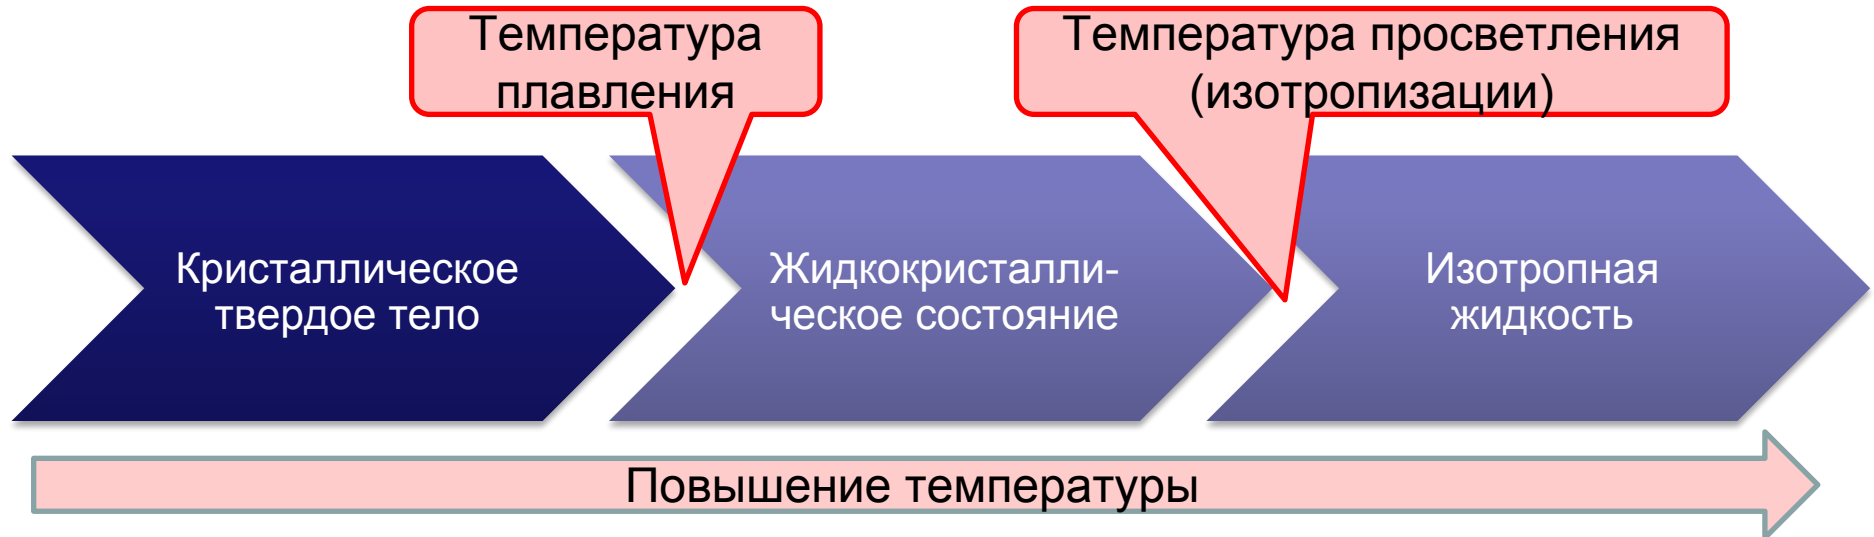 Температура
плавления
Температура просветления
(изотропизации)
Кристаллическое
твердое тело
Жидкокристалли-
ческое состояние
Изотропная
жидкость
Повышение температуры